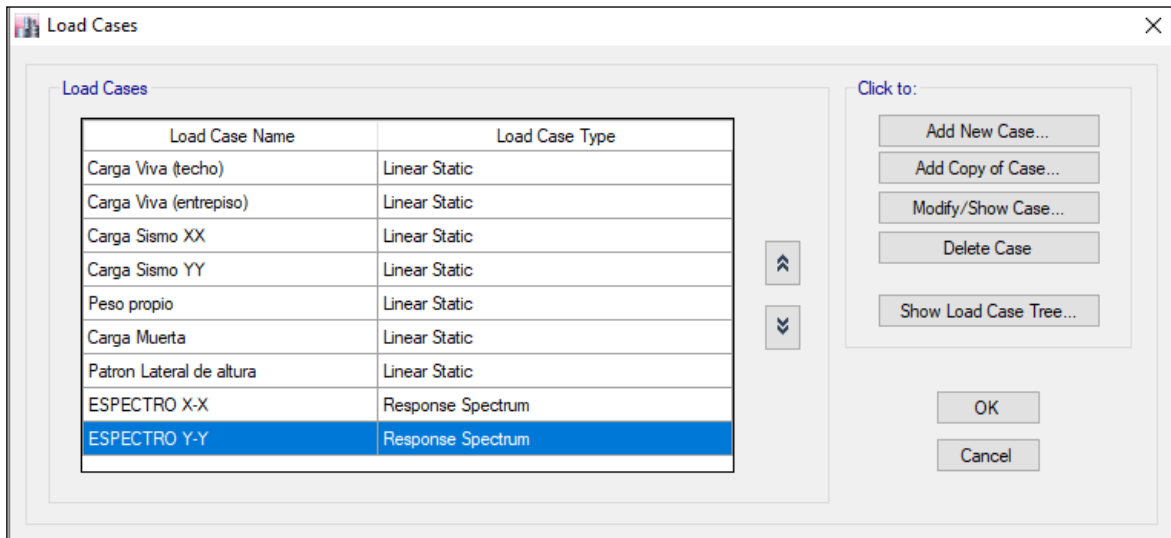 Load Cases
Load Cases
Load Case Name Load Case Type
Carga Viva (techo) Linear Static
Carga Viva (entrepiso) Linear Static
Carga Sismo XX Linear Static
Carga Sismo YY Linear Static
Peso propio Linear Static
Carga Muerta Linear Static
Patron Lateral de altura Linear Static
ESPECTRO X-X Response Spectrum
ESPECTRO Y-Y Response Spectrum
Click to:
Add New Case...
Add Copy of Case...
Modify/Show Case...
Delete Case
Show Load Case Tree...
OK
Cancel